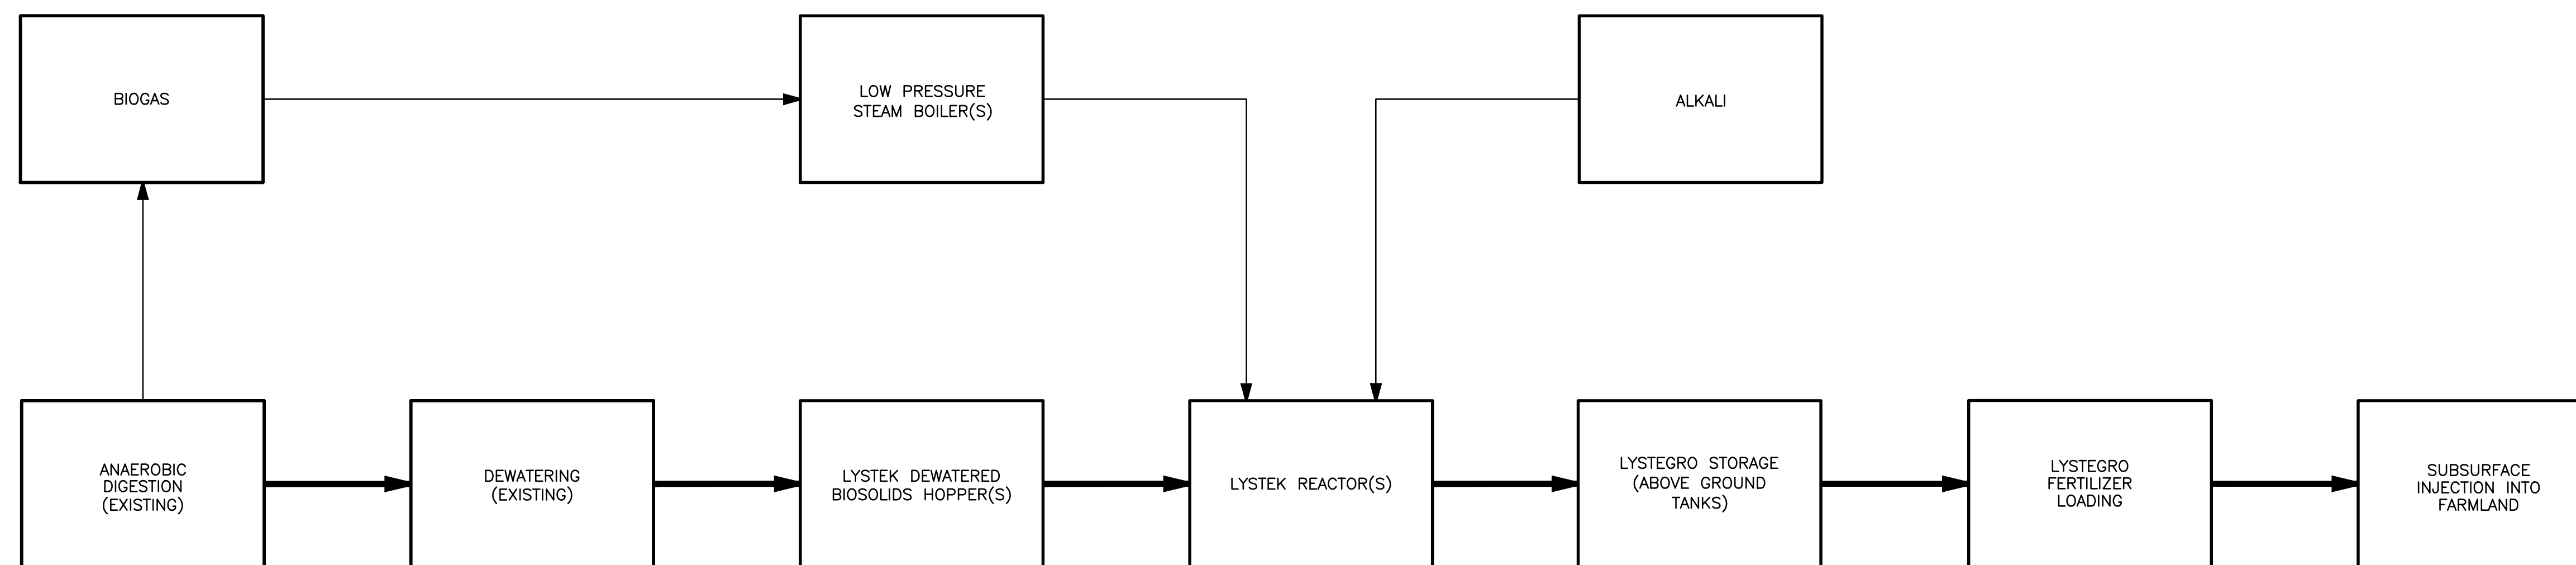 BIOGAS
LOW PRESSURE
STEAM BOILER(S)
ALKALI
ANAEROBIC
DIGESTION
(EXISTING)
DEWATERING
(EXISTING)
LYSTEK DEWATERED
BIOSOLIDS HOPPER(S)
LYSTEK REACTOR(S)
LYSTEGRO STORAGE
(ABOVE GROUND
TANKS)
LYSTEGRO
FERTILIZER
LOADING
SUBSURFACE
INJECTION INTO
FARMLAND